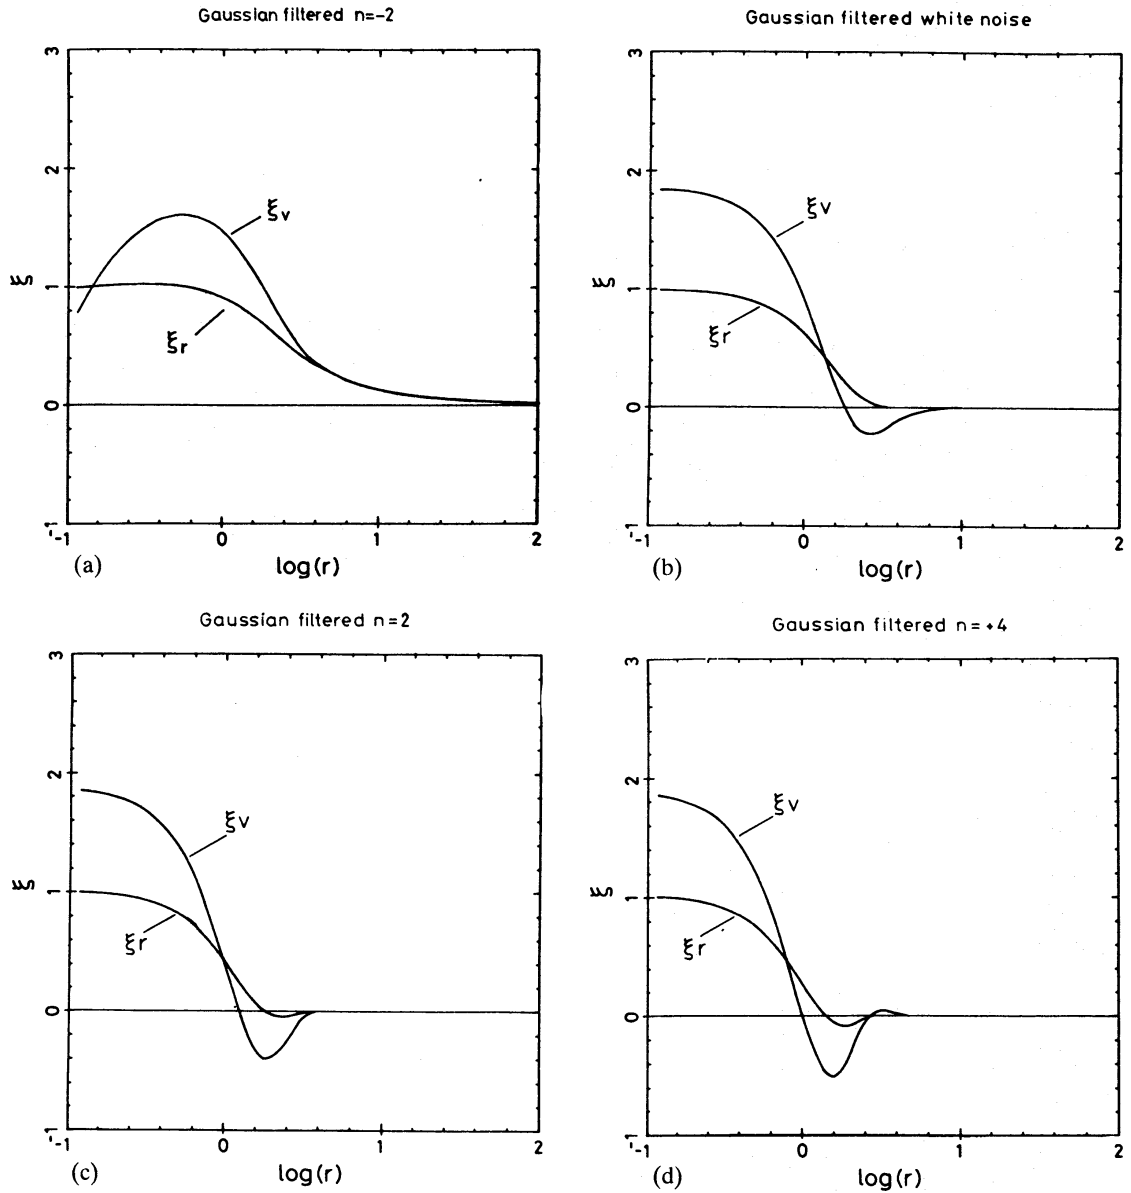 Gaussian filtered n=-2
3
2
1
0
-1
ξ
ξv
ξr
-1 0 1 2
(a)
log(r)
Gaussian filtered white noise
3
2
1
0
-1
ξ
ξv
ξr
-1 0 1 2
(b)
log(r)
Gaussian filtered n=2
3
2
1
0
-1
ξ
ξv
ξr
-1 0 1 2
(c)
log(r)
Gaussian filtered n=+4
3
2
1
0
-1
ξ
ξv
ξr
-1 0 1 2
(d)
log(r)